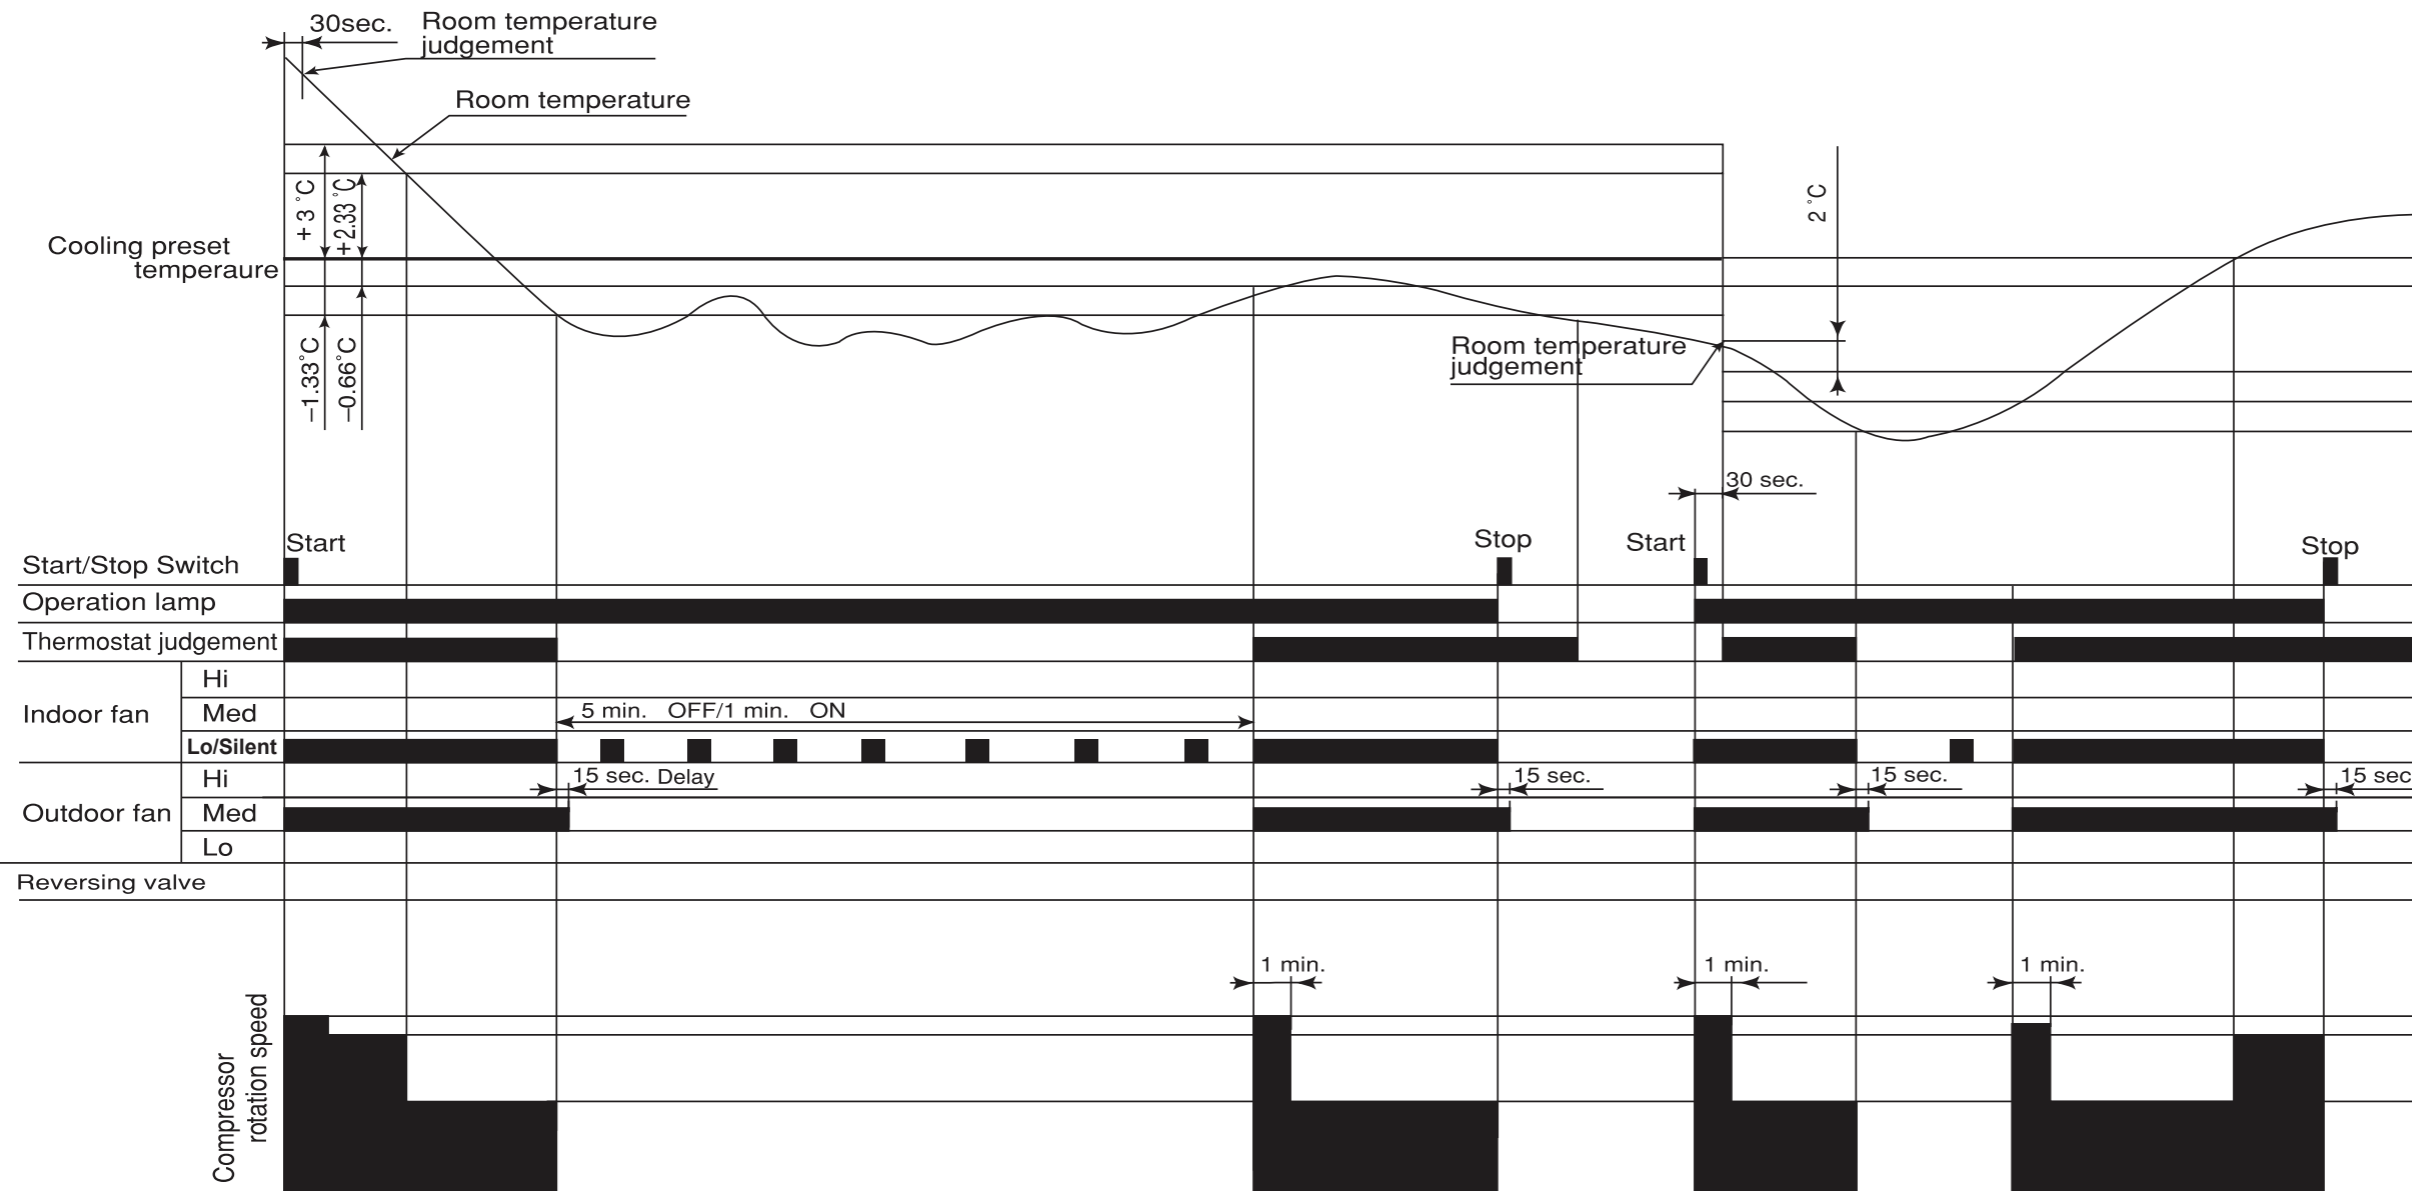 30sec.
Room temperature
judgement
Room temperature
+ 3 ˚C
+2.33 ˚C
2 ˚C
Cooling preset
temperaure
−1.33˚C
−0.66˚C
Room temperature
judgement
30 sec.
Start
Stop
Start
Stop
Start/Stop Switch
Operation lamp
Thermostat judgement
Indoor fan
Hi
Med
5 min. OFF/1 min. ON
Lo/Silent
Outdoor fan
Hi
15 sec. Delay
15 sec.
15 sec.
15 sec
Med
Lo
Reversing valve
1 min.
1 min.
1 min.
Compressor
rotation speed